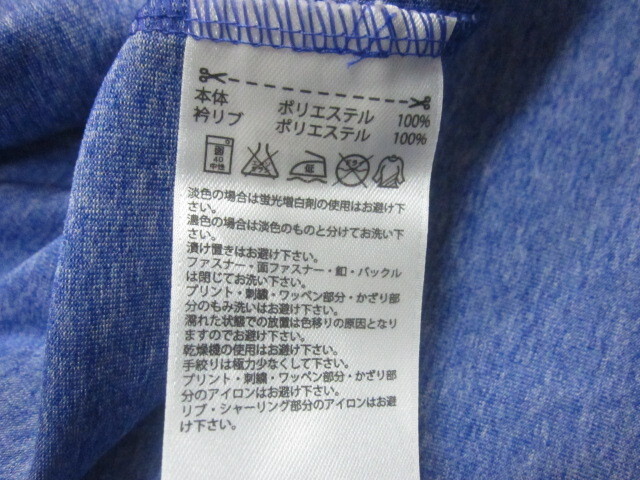 本体 ポリエステル 100%
衿リブ ポリエステル 100%
40
中性
低
淡色の場合は蛍光増白剤の使用はお避け下
さい。
濃色の場合は淡色のものと分けてお洗い下
さい。
漬け置きはお避け下さい。
ファスナー・面ファスナー・釦・バックル
は閉じてお洗い下さい。
プリント・刺繍・ワッペン部分・かざり部
分のもみ洗いはお避け下さい。
濡れた状態での放置は色移りの原因となり
ますのでお避け下さい。
乾燥機の使用はお避け下さい。
手絞りは極力少なくして下さい。
プリント・刺繍・ワッペン部分・かざり部
分のアイロンはお避け下さい。
リブ・シャーリング部分のアイロンはお避
け下さい。